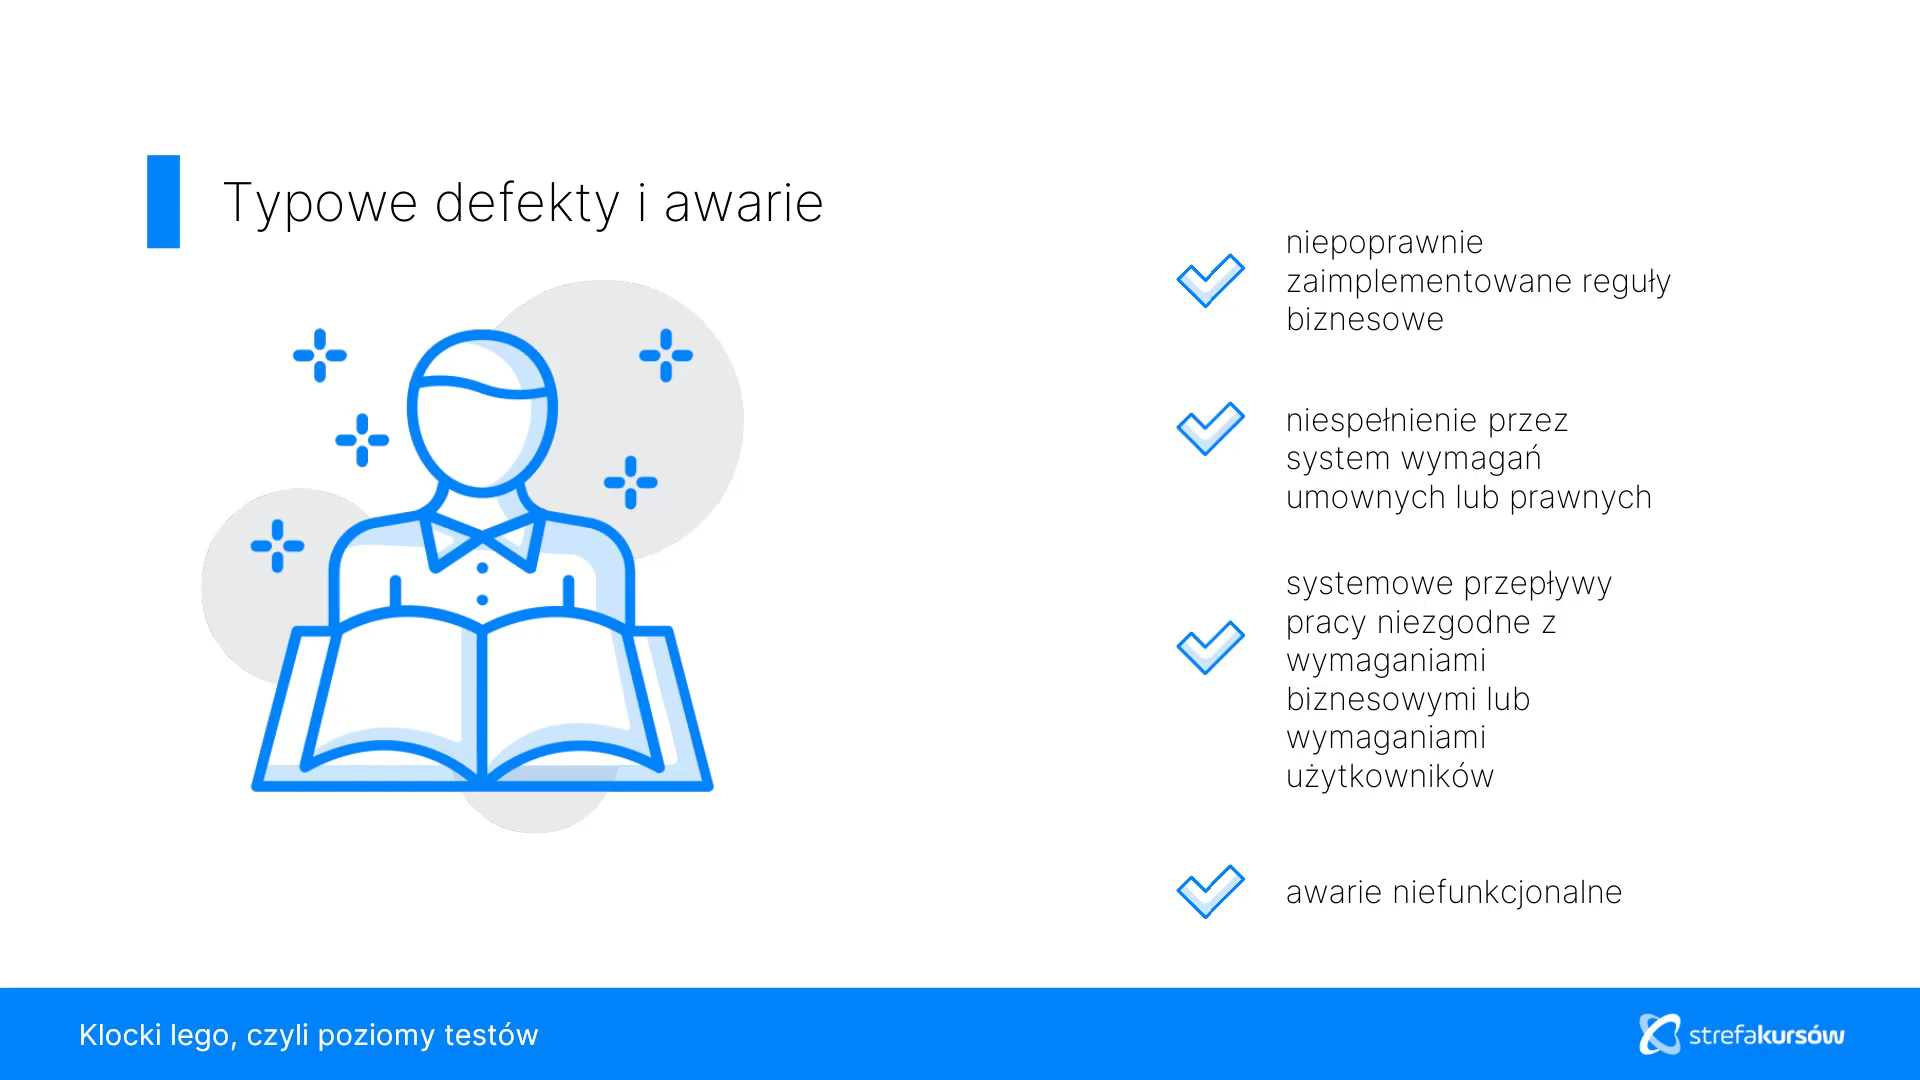 Typowe defekty i awarie
niepoprawnie
zaimplementowane reguły
biznesowe
niespełnienie przez
system wymagań
umownych lub prawnych
systemowe przepływy
pracy niezgodne z
wymaganiami
biznesowymi lub
wymaganiami
użytkowników
awarie niefunkcjonalne
Klocki lego, czyli poziomy testów
strefakursów